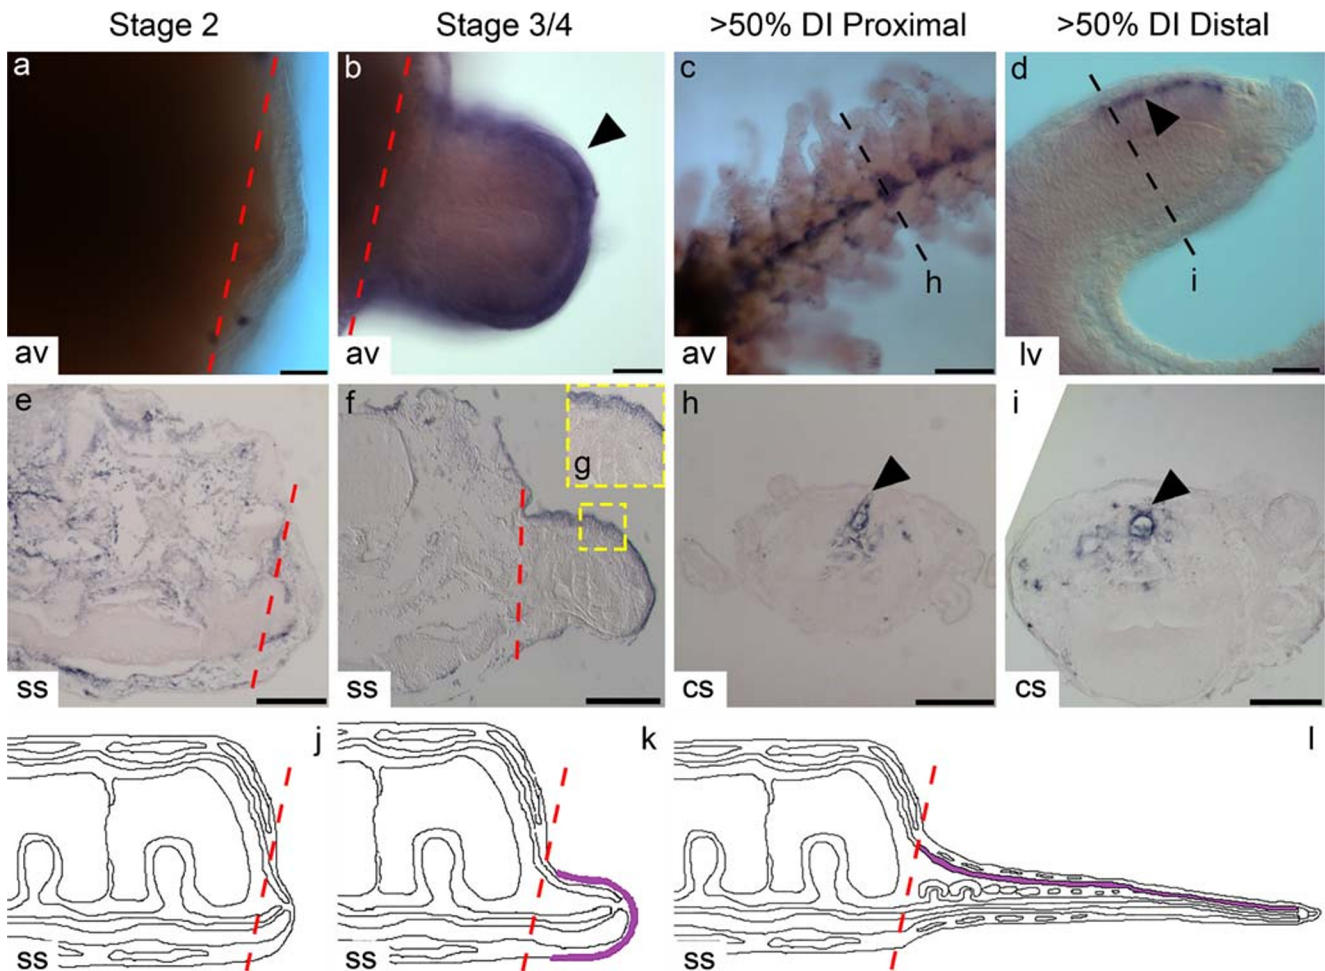 Stage 2 Stage 3/4 >50% DI Proximal >50% DI Distal
a b c d
h
i
av av av lv
e f g h i
ss ss cs cs
j k l
ss ss ss